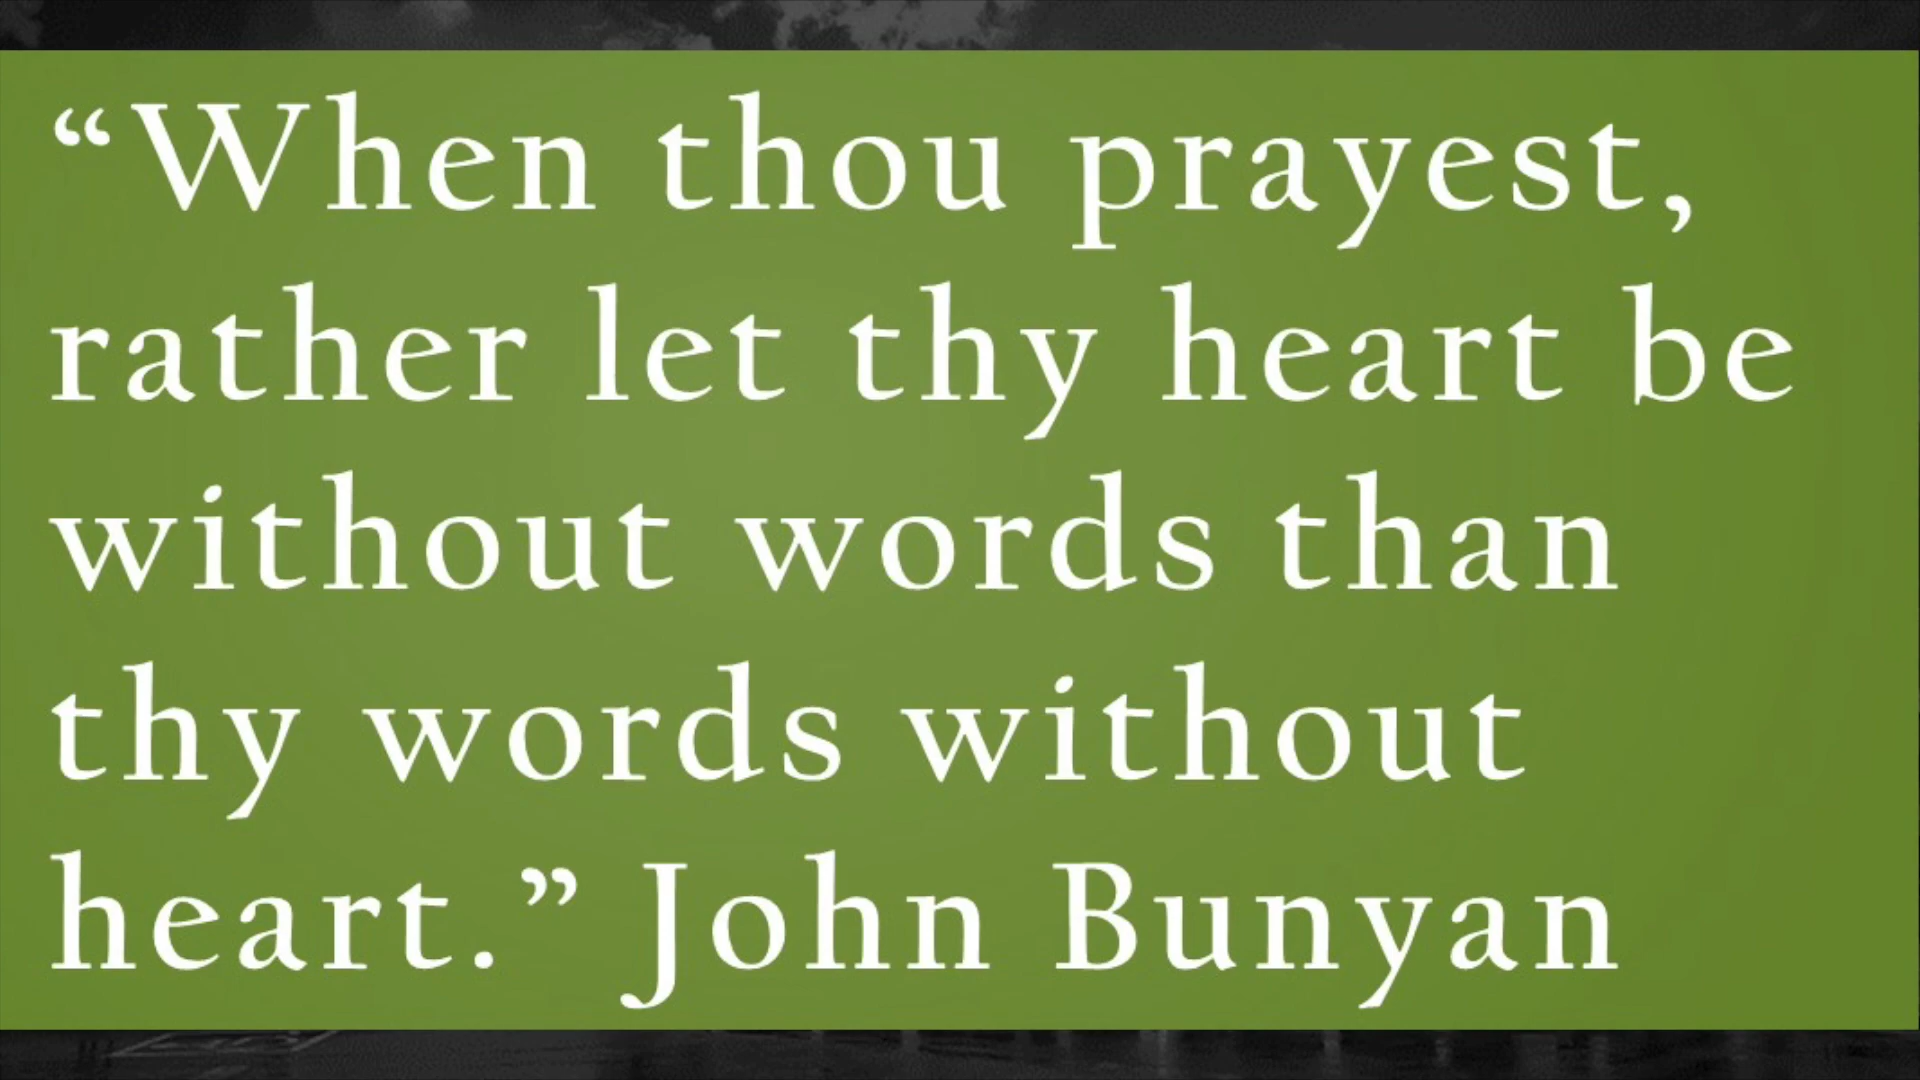 “When thou prayest,
rather let thy heart be
without words than
thy words without
heart.” John Bunyan